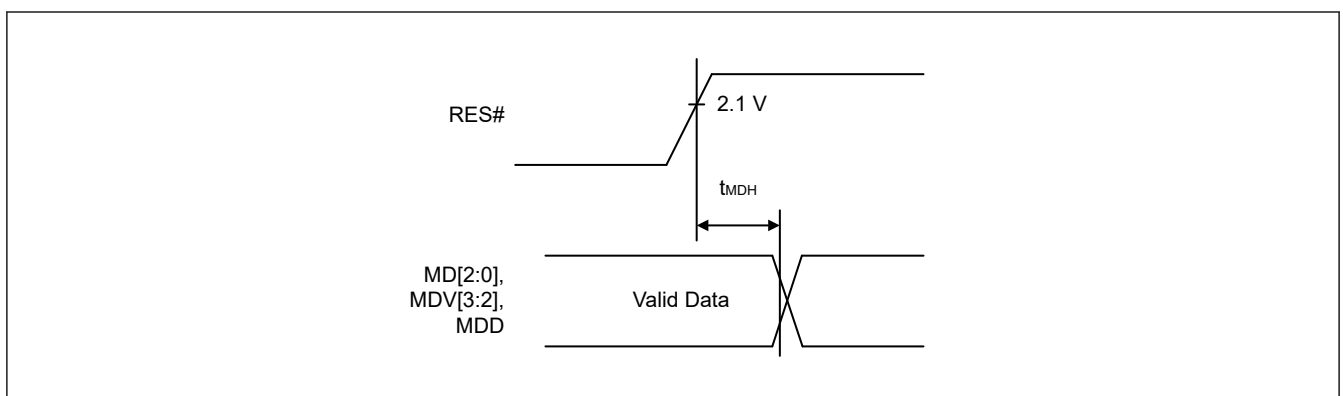 RES#
2.1 V
tMDH
MD[2:0],
MDV[3:2],
MDD
Valid Data